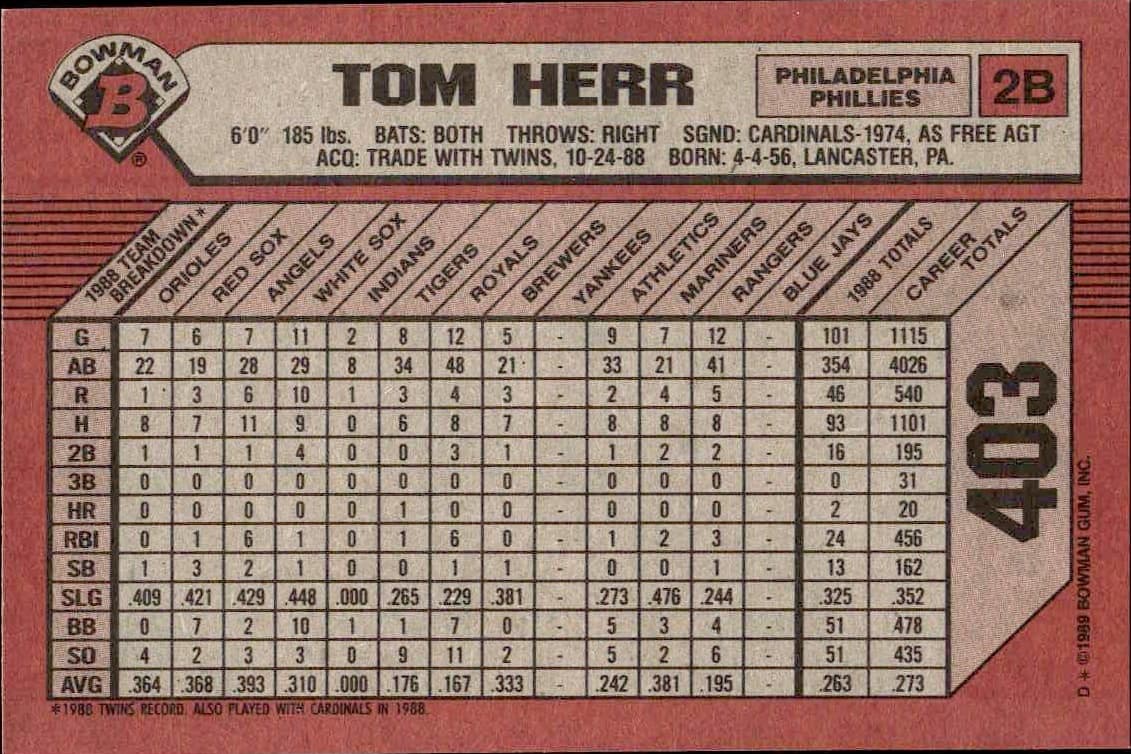 BOWMAN
B
®
TOM HERR
PHILADELPHIA
PHILLIES
2B
6'0" 185 lbs. BATS: BOTH THROWS: RIGHT SGND: CARDINALS-1974, AS FREE AGT
ACQ: TRADE WITH TWINS, 10-24-88 BORN: 4-4-56, LANCASTER, PA.
1988 TEAM
BREAKDOWN*
ORIOLES
RED SOX
ANGELS
WHITE SOX
INDIANS
TIGERS
ROYALS
BREWERS
YANKEES
ATHLETICS
MARINERS
RANGERS
BLUE JAYS
1988 TOTALS
CAREER
TOTALS
G 7 6 7 11 2 8 12 5 - 9 7 12 - 101 1115
AB 22 19 28 29 8 34 48 21 - 33 21 41 - 354 4026
R 1 3 6 10 1 3 4 3 - 2 4 5 - 46 540
H 8 7 11 9 0 6 8 7 - 8 8 8 - 93 1101
2B 1 1 1 4 0 0 3 1 - 1 2 2 - 16 195
3B 0 0 0 0 0 0 0 0 - 0 0 0 - 0 31
HR 0 0 0 0 0 1 0 0 - 0 0 0 - 2 20
RBI 0 1 6 1 0 1 6 0 - 1 2 3 - 24 456
SB 1 3 2 1 0 0 1 1 - 0 0 1 - 13 162
SLG .409 .421 .429 .448 .000 .265 .229 .381 - .273 .476 .244 - .325 .352
BB 0 7 2 10 1 1 7 0 - 5 3 4 - 51 478
SO 4 2 3 3 0 9 11 2 - 5 2 6 - 51 435
AVG .364 .368 .393 .310 .000 .176 .167 .333 - .242 .381 .195 - .263 .273
*1988 TWINS RECORD. ALSO PLAYED WITH CARDINALS IN 1988.
403
D * ©1989 BOWMAN GUM, INC.